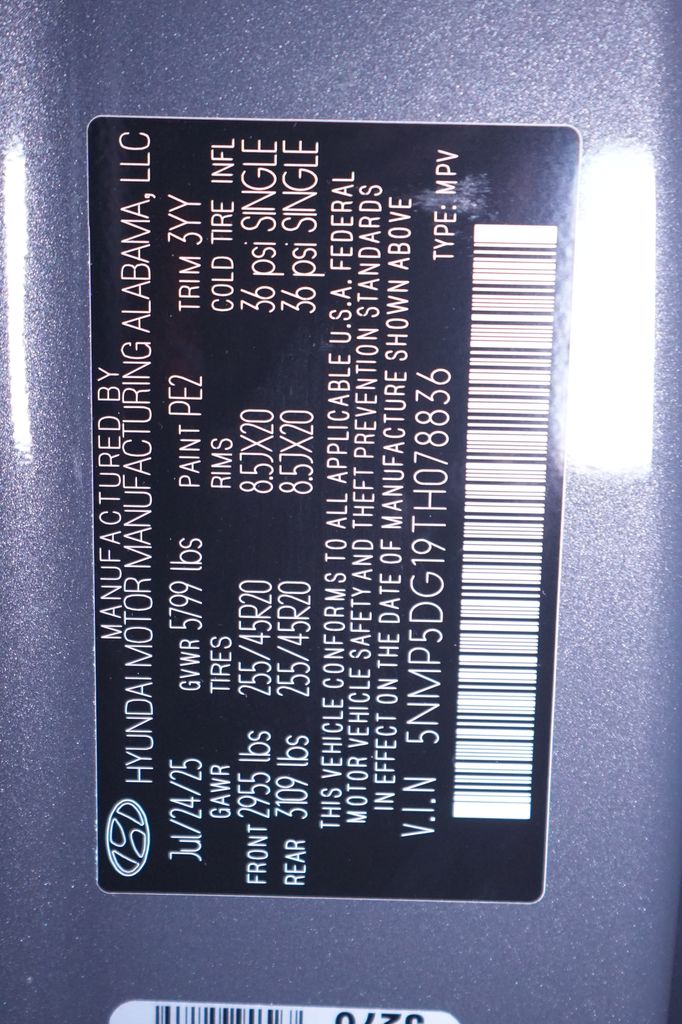 MANUFACTURED BY
HYUNDAI MOTOR MANUFACTURING ALABAMA, LLC
Jul/24/25 GVWR 5799 lbs PAINT PE2 TRIM 3YY
GAWR TIRES RIMS COLD TIRE INFL
FRONT 2955 lbs 255/45R20 8.5JX20 36 psi SINGLE
REAR 3109 lbs 255/45R20 8.5JX20 36 psi SINGLE
THIS VEHICLE CONFORMS TO ALL APPLICABLE U.S.A. FEDERAL
MOTOR VEHICLE SAFETY AND THEFT PREVENTION STANDARDS
IN EFFECT ON THE DATE OF MANUFACTURE SHOWN ABOVE
V.I.N 5NMP5DG19TH078836 TYPE: MPV